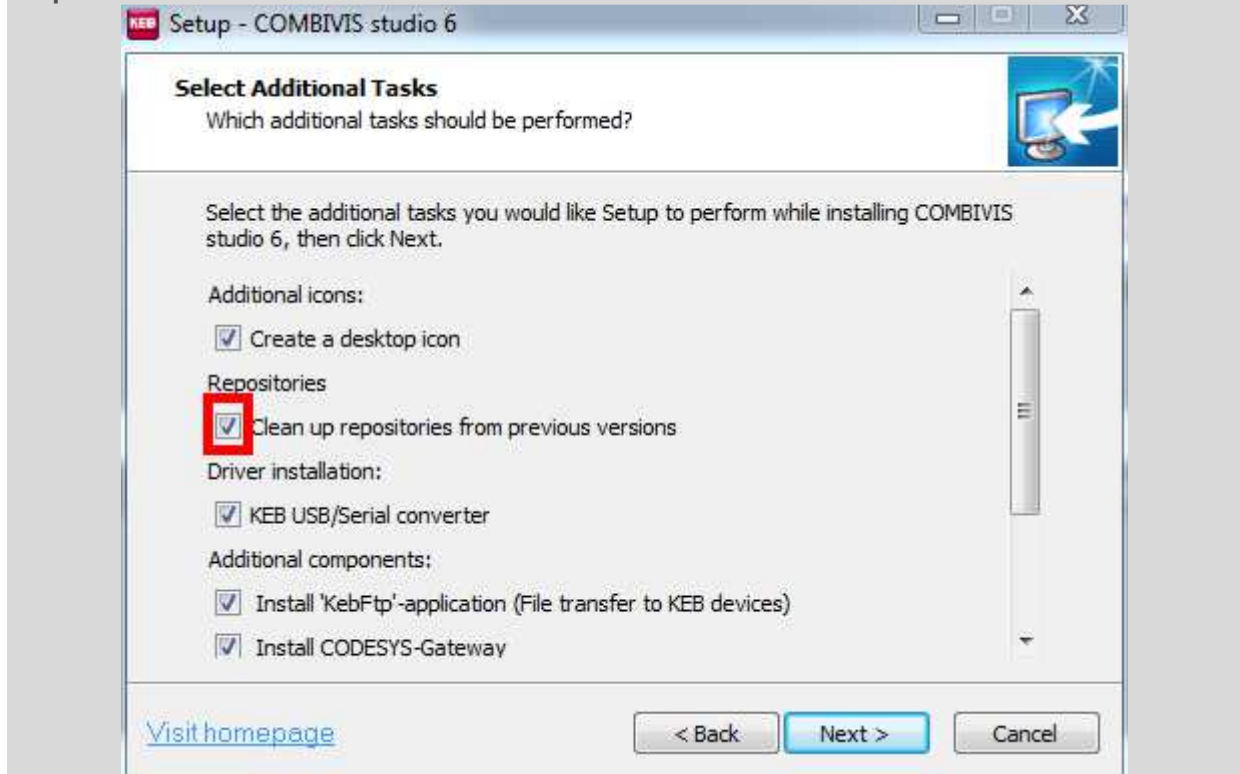 KEB Setup - COMBIVIS studio 6
Select Additional Tasks
Which additional tasks should be performed?
Select the additional tasks you would like Setup to perform while installing COMBIVIS
studio 6, then click Next.
Additional icons:
Create a desktop icon
Repositories
Clean up repositories from previous versions
Driver installation:
KEB USB/Serial converter
Additional components:
Install 'KebFtp'-application (File transfer to KEB devices)
Install CODESYS-Gateway
Visit homepage
< Back
Next >
Cancel